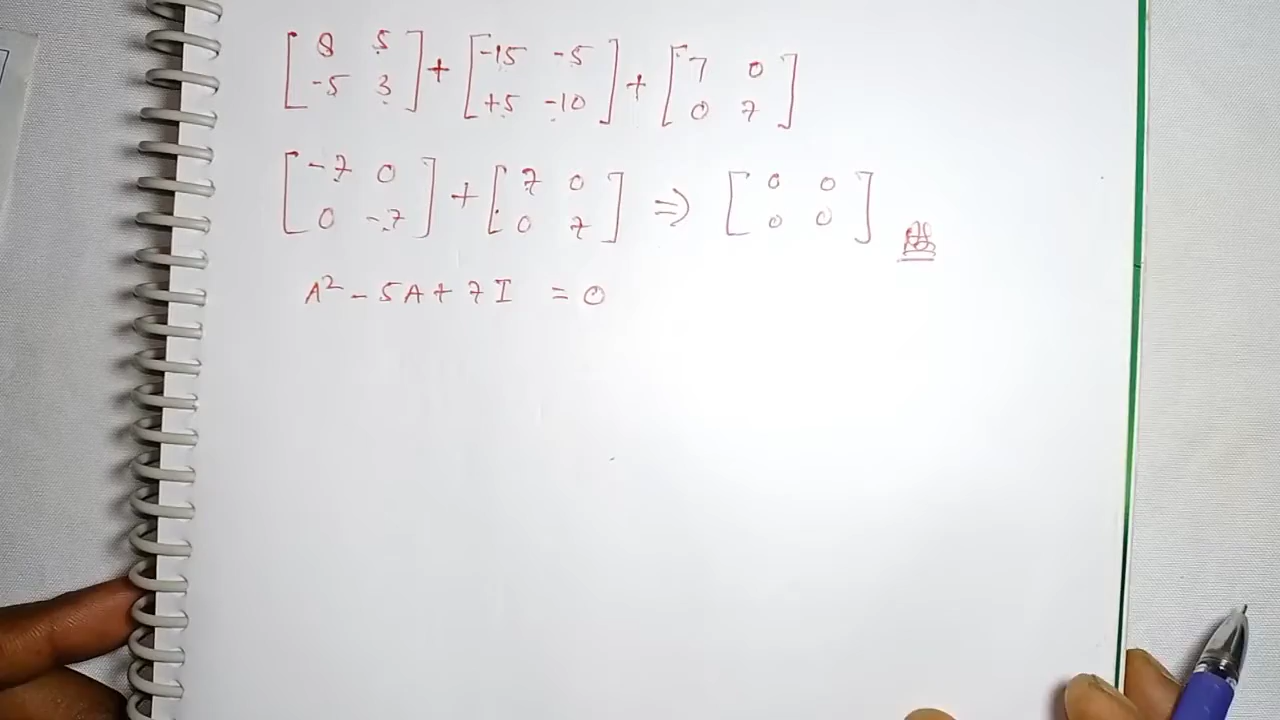 [8 5 -5 3] + [-15 -5 +5 -10] + [7 0 0 7]
[-7 0 0 -7] + [7 0 0 7] ⇒ [0 0 0 0]
A² - 5A + 7I = 0